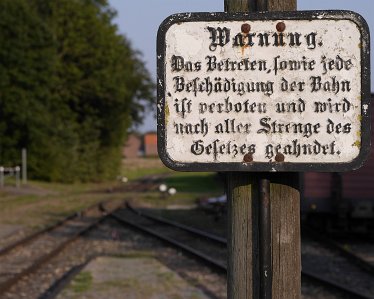 Warnung.
Das Betreten, sowie jede
Beschädigung der Bahn
ist verboten und wird
nach aller Strenge des
Gesetzes geahndet.